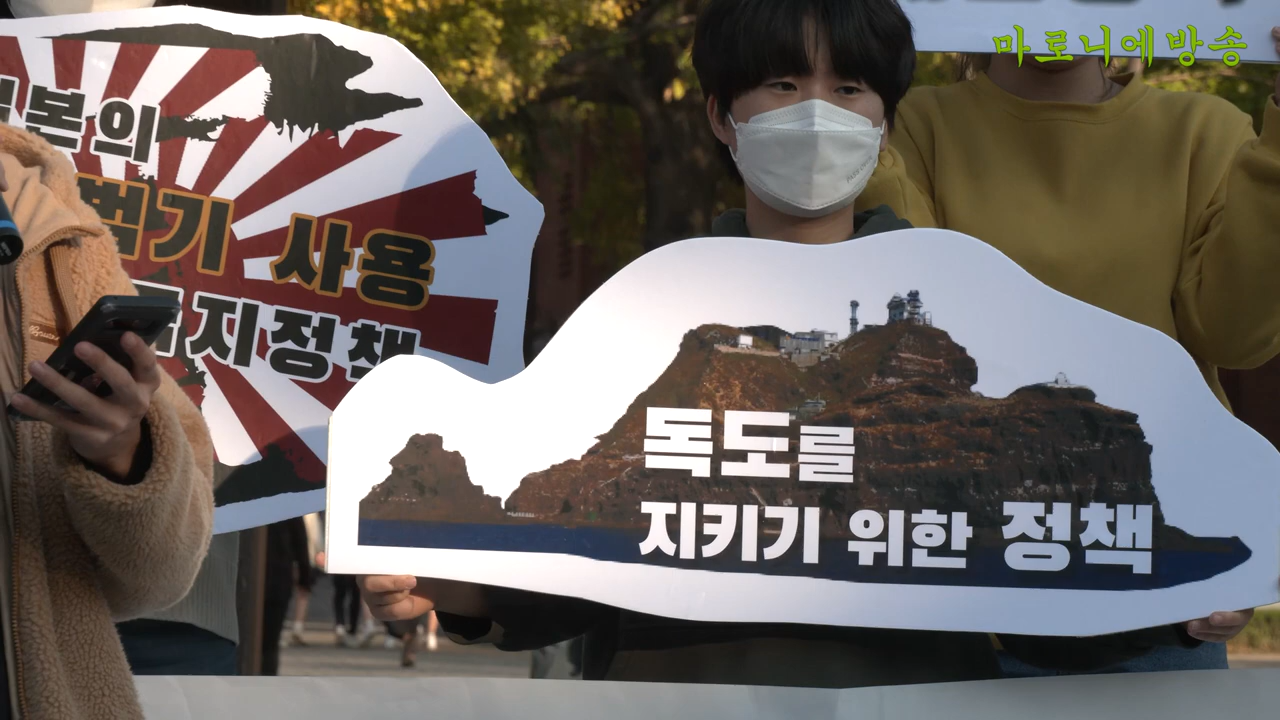 마로니에방송
본의
범기 사용
지정책
독도를
지키기 위한 정책